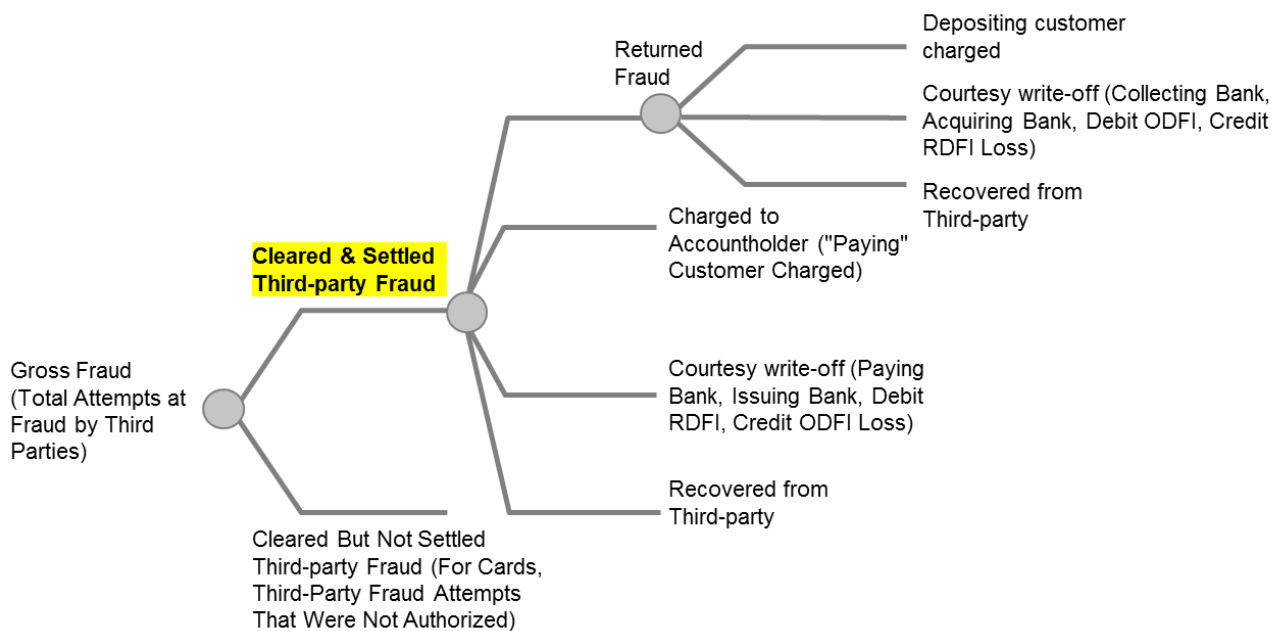 Depositing customer
charged
Returned
Fraud
Courtesy write-off (Collecting Bank,
Acquiring Bank, Debit ODFI, Credit
RDFI Loss)
Recovered from
Third-party
Charged to
Accountholder ("Paying"
Customer Charged)
Cleared & Settled
Third-party Fraud
Gross Fraud
(Total Attempts at
Fraud by Third
Parties)
Courtesy write-off (Paying
Bank, Issuing Bank, Debit
RDFI, Credit ODFI Loss)
Recovered from
Third-party
Cleared But Not Settled
Third-party Fraud (For Cards,
Third-Party Fraud Attempts
That Were Not Authorized)